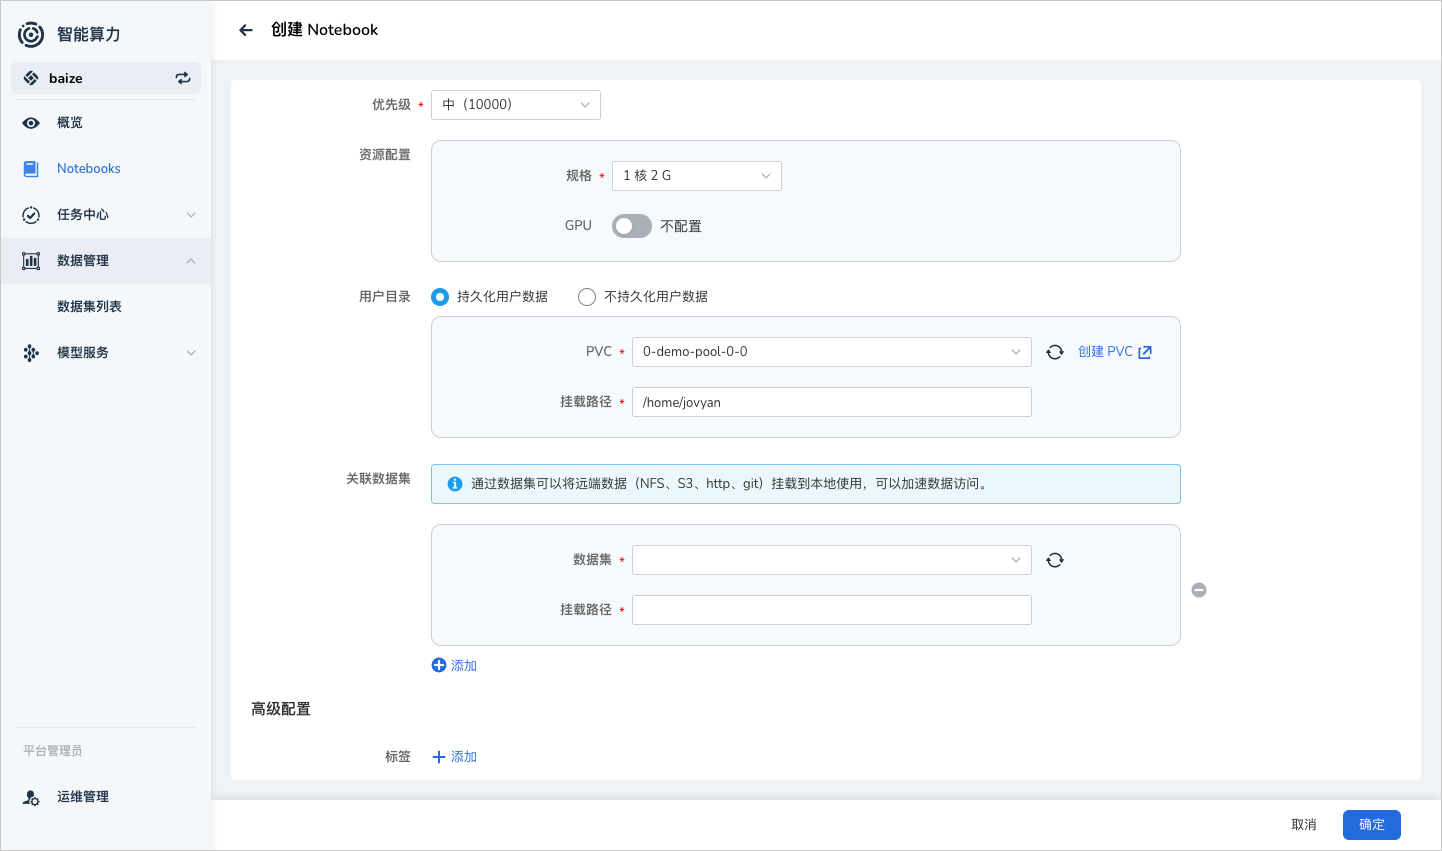 智能算力
baize
概览
Notebooks
任务中心
数据管理
数据集列表
模型服务
平台管理员
运维管理
创建 Notebook
优先级 * 中（10000）
资源配置
规格 * 1 核 2 G
GPU 不配置
用户目录 持久化用户数据 不持久化用户数据
PVC * 0-demo-pool-0-0 创建 PVC
挂载路径 * /home/jovyan
关联数据集 通过数据集可以将远端数据（NFS、S3、http、git）挂载到本地使用，可以加速数据访问。
数据集 *
挂载路径 *
添加
高级配置
标签 添加
取消 确定